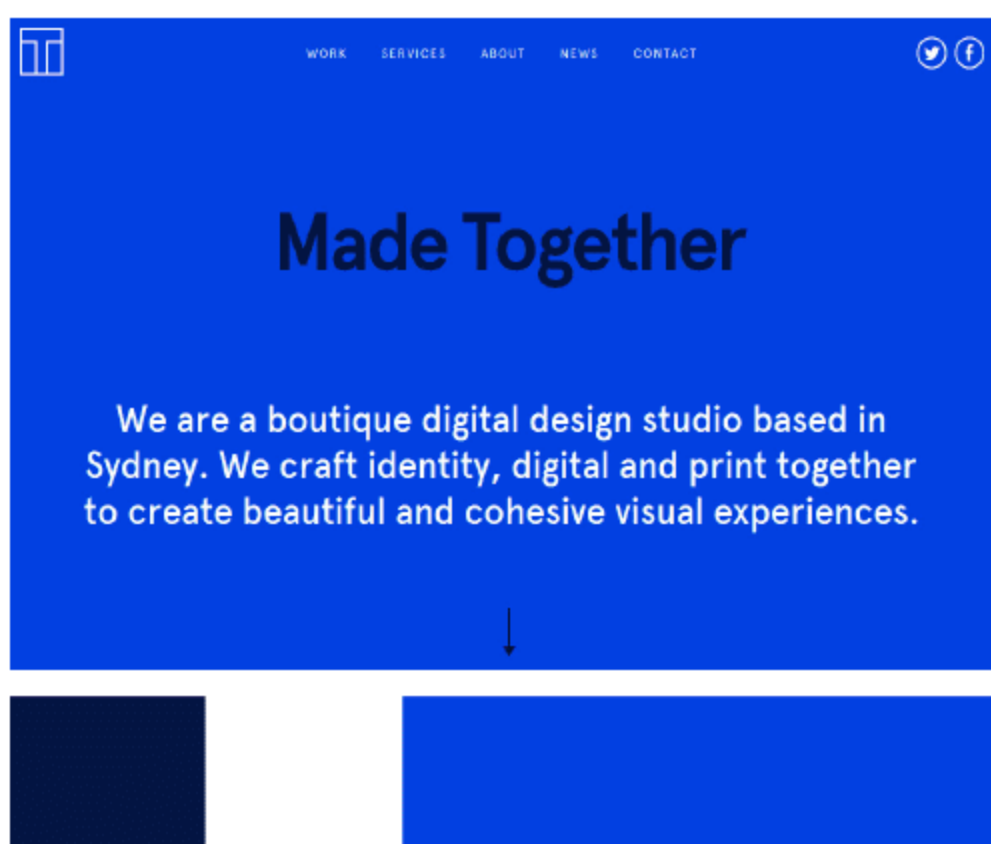 WORK SERVICES ABOUT NEWS CONTACT
Made Together
We are a boutique digital design studio based in
Sydney. We craft identity, digital and print together
to create beautiful and cohesive visual experiences.